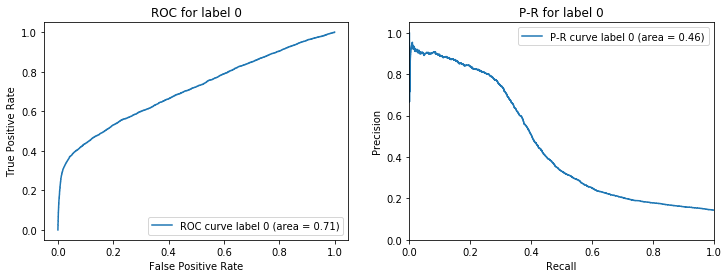 ROC for label 0
1.0
0.8
0.6
0.4
0.2
0.0
True Positive Rate
ROC curve label 0 (area = 0.71)
0.0 0.2 0.4 0.6 0.8 1.0
False Positive Rate
P-R for label 0
P-R curve label 0 (area = 0.46)
1.0
0.8
0.6
0.4
0.2
0.0
Precision
0.0 0.2 0.4 0.6 0.8 1.0
Recall